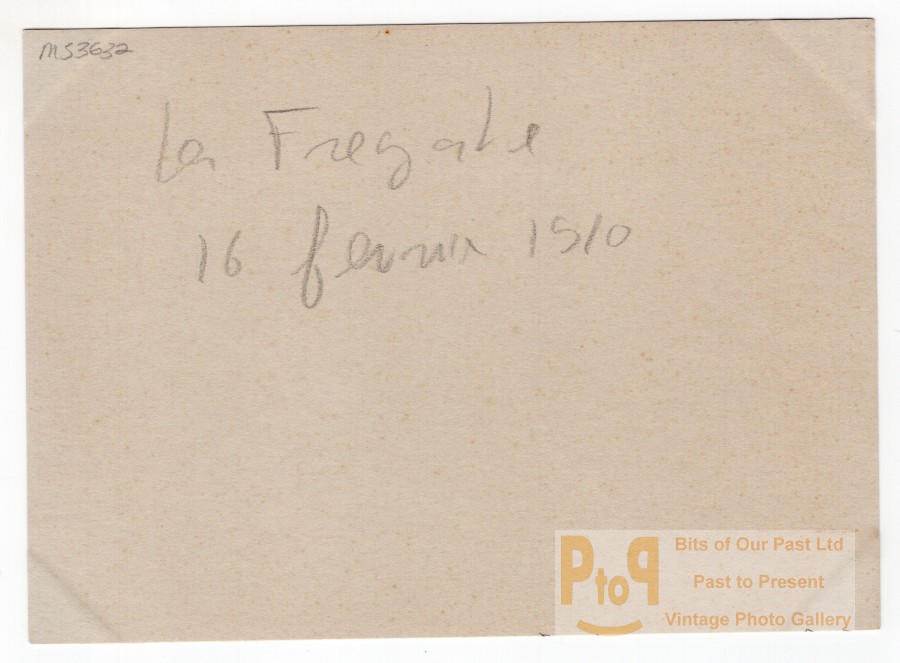 MS3632
La Fregate
16 fevrier 1910
PtoP
Bits of Our Past Ltd
Past to Present
Vintage Photo Gallery